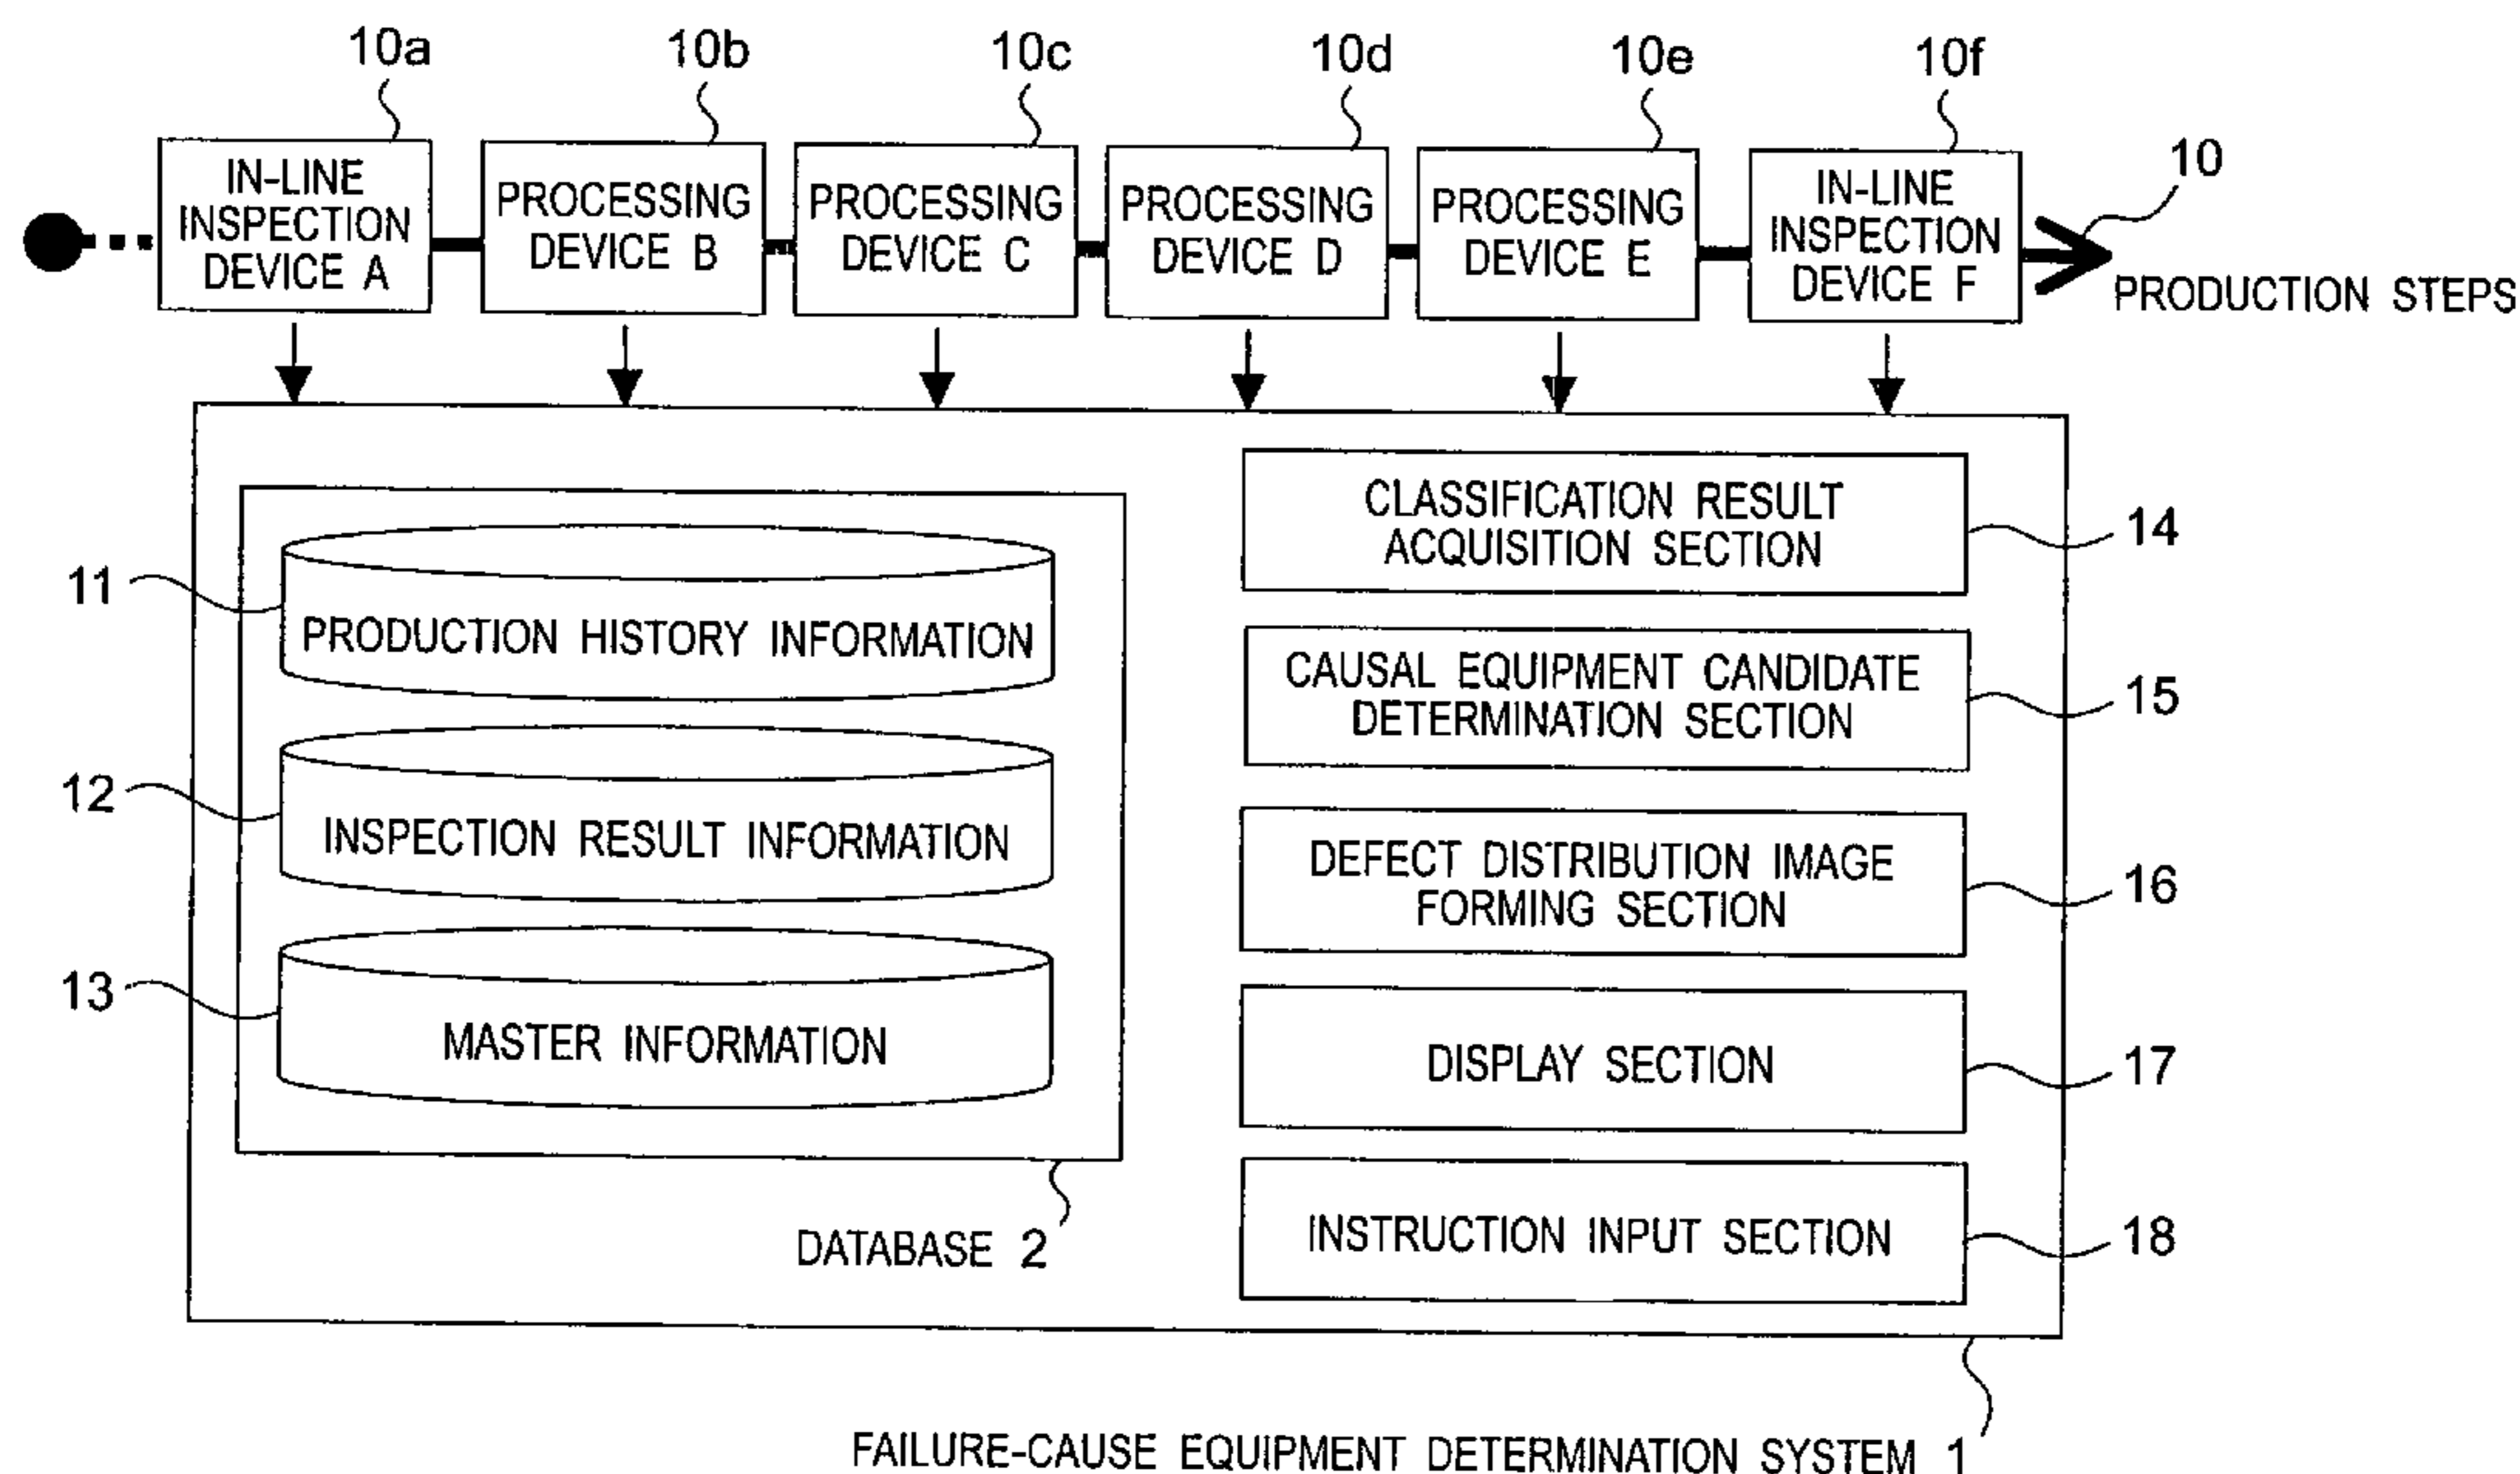 10a
10b
10c
10d
10e
10f
10
IN-LINE
INSPECTION
DEVICE A
PROCESSING
DEVICE B
PROCESSING
DEVICE C
PROCESSING
DEVICE D
PROCESSING
DEVICE E
IN-LINE
INSPECTION
DEVICE F
PRODUCTION STEPS
11
PRODUCTION HISTORY INFORMATION
12
INSPECTION RESULT INFORMATION
13
MASTER INFORMATION
DATABASE 2
CLASSIFICATION RESULT
ACQUISITION SECTION
14
CAUSAL EQUIPMENT CANDIDATE
DETERMINATION SECTION
15
DEFECT DISTRIBUTION IMAGE
FORMING SECTION
16
DISPLAY SECTION
17
INSTRUCTION INPUT SECTION
18
FAILURE-CAUSE EQUIPMENT DETERMINATION SYSTEM 1